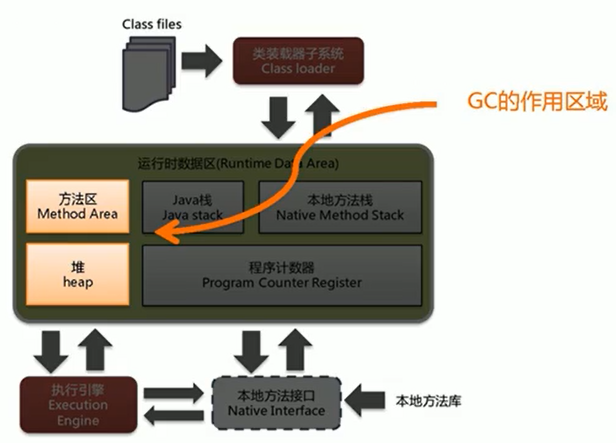 Class files
类装载器子系统
Class loader
GC的作用区域
运行时数据区(Runtime Data Area)
方法区
Method Area
Java栈
Java stack
本地方法栈
Native Method Stack
堆
heap
程序计数器
Program Counter Register
执行引擎
Execution
Engine
本地方法接口
Native Interface
本地方法库